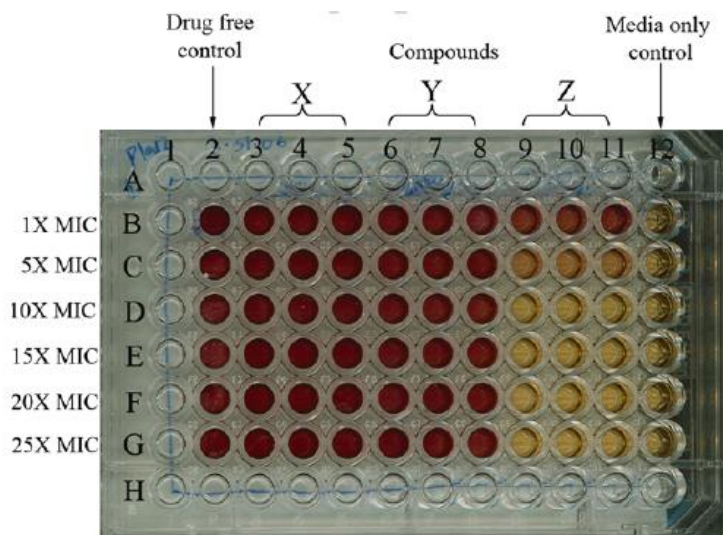 Drug free
control
Compounds
Media only
control
X
Y
Z
1 2 3 4 5 6 7 8 9 10 11 12
A
1X MIC B
5X MIC C
10X MIC D
15X MIC E
20X MIC F
25X MIC G
H